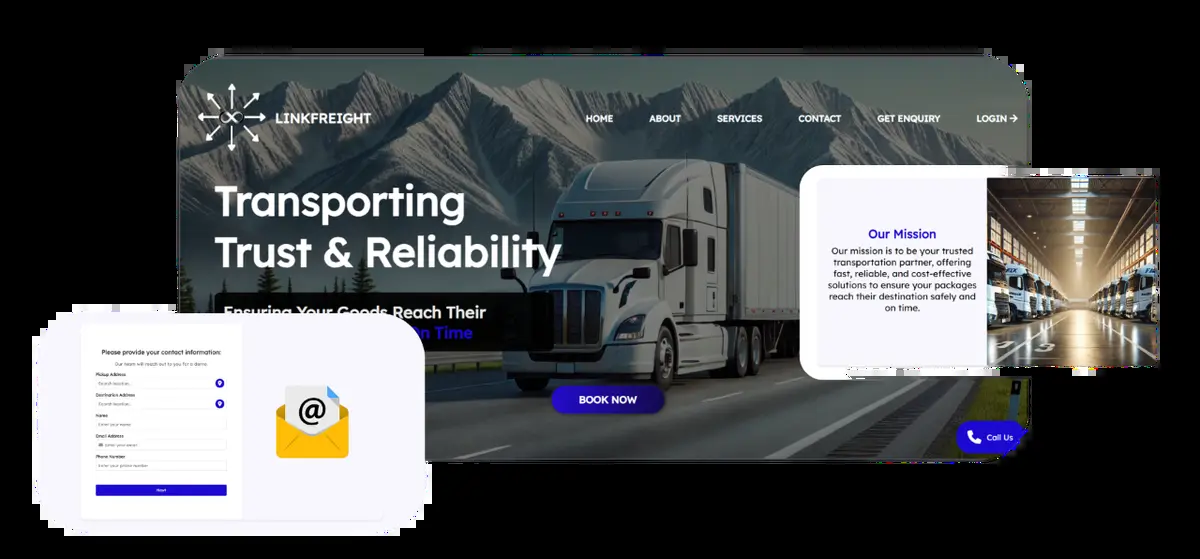 LINKFREIGHT
HOME ABOUT SERVICES CONTACT GET ENQUIRY LOGIN →
Transporting
Trust & Reliability
Ensuring Your Goods Reach Their
On Time
BOOK NOW
Our Mission
Our mission is to be your trusted
transportation partner, offering
fast, reliable, and cost-effective
solutions to ensure your packages
reach their destination safely and
on time.
Call Us
Please provide your contact information:
Our team will reach out to you for a demo.
Pickup Address
Search location...
Destination Address
Search location...
Name
Enter your name
Email Address
Enter your email
Phone Number
Enter your phone number
@